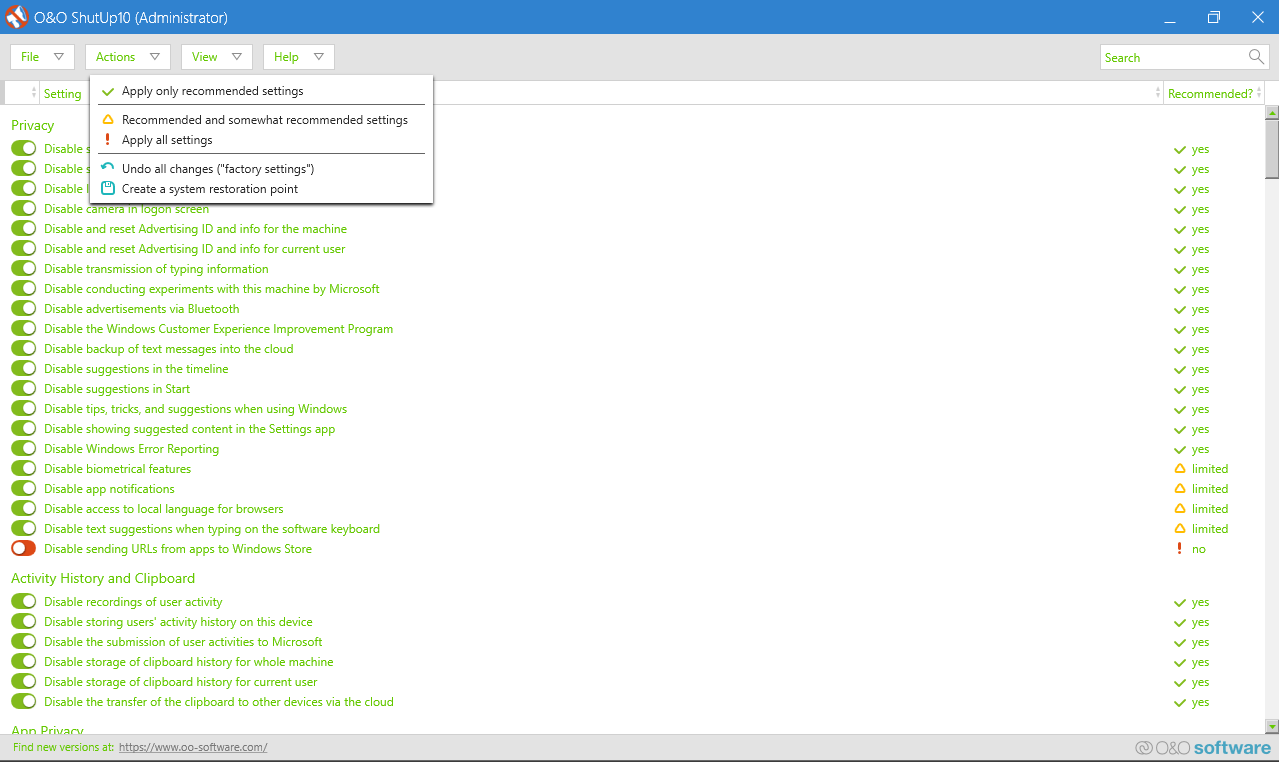 O&O ShutUp10 (Administrator)
File Actions View Help Search
Setting Recommended?
Apply only recommended settings
Recommended and somewhat recommended settings
Apply all settings
Undo all changes ("factory settings")
Create a system restoration point
Privacy
Disable yes
Disable yes
Disable yes
Disable camera in logon screen yes
Disable and reset Advertising ID and info for the machine yes
Disable and reset Advertising ID and info for current user yes
Disable transmission of typing information yes
Disable conducting experiments with this machine by Microsoft yes
Disable advertisements via Bluetooth yes
Disable the Windows Customer Experience Improvement Program yes
Disable backup of text messages into the cloud yes
Disable suggestions in the timeline yes
Disable suggestions in Start yes
Disable tips, tricks, and suggestions when using Windows yes
Disable showing suggested content in the Settings app yes
Disable Windows Error Reporting yes
Disable biometrical features limited
Disable app notifications limited
Disable access to local language for browsers limited
Disable text suggestions when typing on the software keyboard limited
Disable sending URLs from apps to Windows Store no
Activity History and Clipboard
Disable recordings of user activity yes
Disable storing users' activity history on this device yes
Disable the submission of user activities to Microsoft yes
Disable storage of clipboard history for whole machine yes
Disable storage of clipboard history for current user yes
Disable the transfer of the clipboard to other devices via the cloud yes
App Privacy
Find new versions at: https://www.oo-software.com/ O&O software